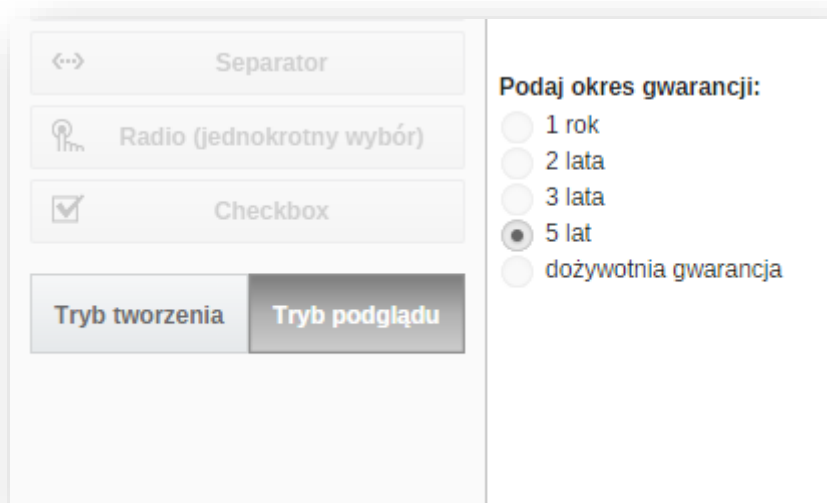 Separator
Radio (jednokrotny wybór)
Checkbox
Tryb tworzenia
Tryb podglądu
Podaj okres gwarancji:
1 rok
2 lata
3 lata
5 lat
dożywotnia gwarancja